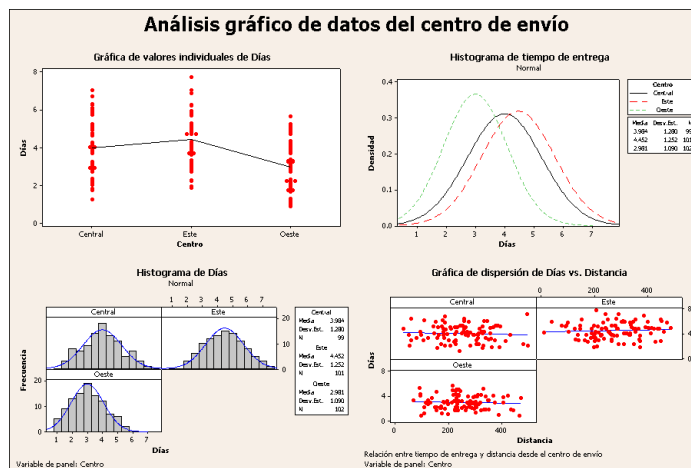 Análisis gráfico de datos del centro de envío
Gráfica de valores individuales de Días
8
6
4
2
0
Días
Central
Este
Oeste
Centro
Histograma de tiempo de entrega
Normal
0.4
0.3
0.2
0.1
0.0
Densidad
1 2 3 4 5 6 7
Días
Centro
Central
Este
Oeste
Media Desv.Est.
3.984 1.280 99
4.452 1.252 101
2.981 1.090 102
Histograma de Días
Normal
1 2 3 4 5 6 7
Central
Este
20
10
0
Oeste
20
10
0
Frecuencia
1 2 3 4 5 6 7
Días
Central
Media 3.984
Desv.Est. 1.280
N 99
Este
Media 4.452
Desv.Est. 1.252
N 101
Oeste
Media 2.981
Desv.Est. 1.090
N 102
Variable de panel: Centro
Gráfica de dispersión de Días vs. Distancia
0 200 400
Central
Este
8
4
0
Oeste
8
4
0
Días
0 200 400
Distancia
Relación entre tiempo de entrega y distancia desde el centro de envío
Variable de panel: Centro